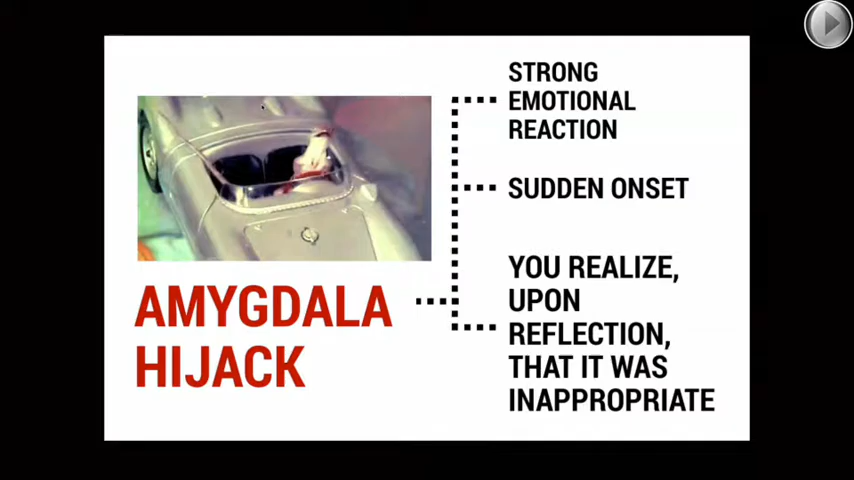 AMYGDALA
HIJACK
STRONG
EMOTIONAL
REACTION
SUDDEN ONSET
YOU REALIZE,
UPON
REFLECTION,
THAT IT WAS
INAPPROPRIATE